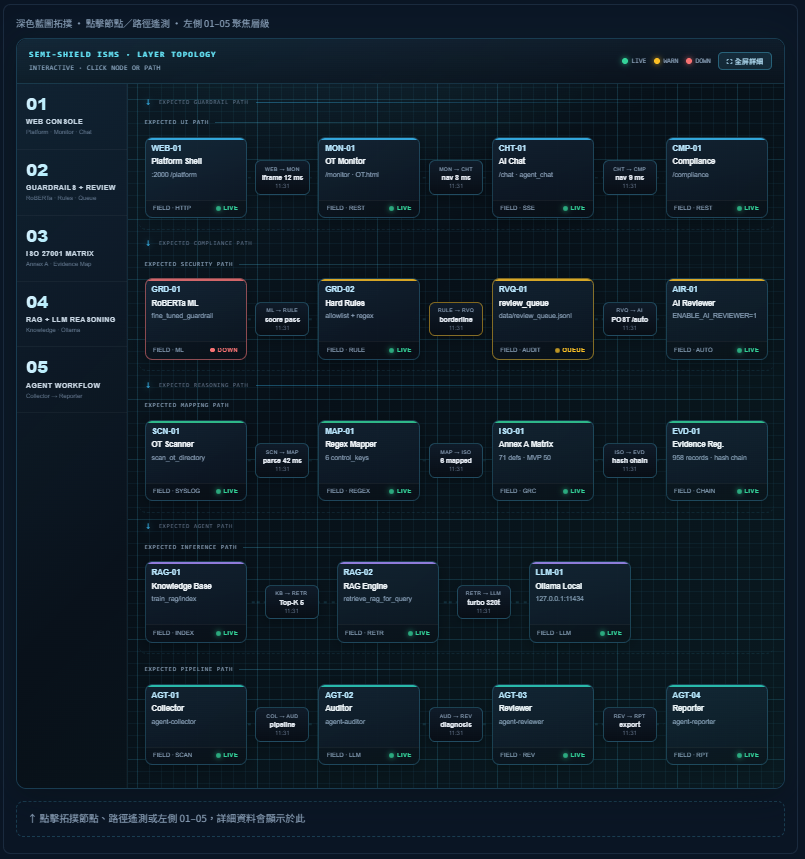 深色藍圖拓撲 · 點擊節點／路徑遙測 · 左側 01–05 聚焦層級
SEMI-SHIELD ISMS · LAYER TOPOLOGY
INTERACTIVE · CLICK NODE OR PATH
LIVE WARN DOWN 全屏詳細
01
WEB CONSOLE
Platform · Monitor · Chat
02
GUARDRAILS + REVIEW
RoBERTa · Rules · Queue
03
ISO 27001 MATRIX
Annex A · Evidence Map
04
RAG + LLM REASONING
Knowledge · Ollama
05
AGENT WORKFLOW
Collector → Reporter
↓ EXPECTED GUARDRAIL PATH
EXPECTED UI PATH
WEB-01
Platform Shell
:2000 /platform
FIELD · HTTP LIVE
WEB → MON
iframe 12 ms
11:31
MON-01
OT Monitor
/monitor · OT.html
FIELD · REST LIVE
MON → CHT
nav 8 ms
11:31
CHT-01
AI Chat
/chat · agent_chat
FIELD · SSE LIVE
CHT → CMP
nav 9 ms
11:31
CMP-01
Compliance
/compliance
FIELD · REST LIVE
↓ EXPECTED COMPLIANCE PATH
EXPECTED SECURITY PATH
GRD-01
RoBERTa ML
fine_tuned_guardrail
FIELD · ML DOWN
ML → RULE
score pass
11:31
GRD-02
Hard Rules
allowlist + regex
FIELD · RULE LIVE
RULE → RVQ
borderline
11:31
RVQ-01
review_queue
data/review_queue.jsonl
FIELD · AUDIT QUEUE
RVQ → AI
POST /auto
11:31
AIR-01
AI Reviewer
ENABLE_AI_REVIEWER=1
FIELD · AUTO LIVE
↓ EXPECTED REASONING PATH
EXPECTED MAPPING PATH
SCN-01
OT Scanner
scan_ot_directory
FIELD · SYSLOG LIVE
SCN → MAP
parse 42 ms
11:31
MAP-01
Regex Mapper
6 control_keys
FIELD · REGEX LIVE
MAP → ISO
6 mapped
11:31
ISO-01
Annex A Matrix
71 defs · MVP 50
FIELD · GRC LIVE
ISO → EVD
hash chain
11:31
EVD-01
Evidence Reg.
958 records · hash chain
FIELD · CHAIN LIVE
↓ EXPECTED AGENT PATH
EXPECTED INFERENCE PATH
RAG-01
Knowledge Base
train_rag/index
FIELD · INDEX LIVE
KB → RETR
Top-K 5
11:31
RAG-02
RAG Engine
retrieve_rag_for_query
FIELD · RETR LIVE
RETR → LLM
turbo 320t
11:31
LLM-01
Ollama Local
127.0.0.1:11434
FIELD · LLM LIVE
EXPECTED PIPELINE PATH
AGT-01
Collector
agent-collector
FIELD · SCAN LIVE
COL → AUD
pipeline
11:31
AGT-02
Auditor
agent-auditor
FIELD · LLM LIVE
AUD → REV
diagnosis
11:31
AGT-03
Reviewer
agent-reviewer
FIELD · REV LIVE
REV → RPT
export
11:31
AGT-04
Reporter
agent-reporter
FIELD · RPT LIVE
↑ 點擊拓撲節點、路徑遙測或左側 01–05，詳細資料會顯示於此